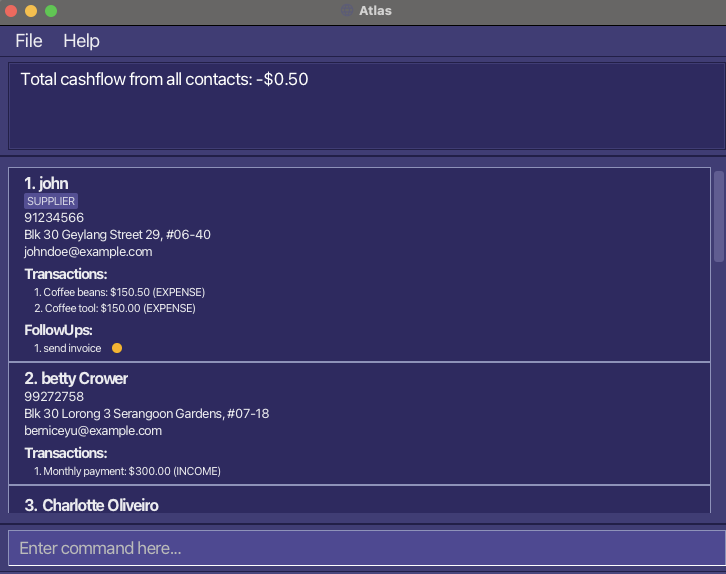 Atlas
File Help
Total cashflow from all contacts: -$0.50
1. john
SUPPLIER
91234566
Blk 30 Geylang Street 29, #06-40
johndoe@example.com
Transactions:
1. Coffee beans: $150.50 (EXPENSE)
2. Coffee tool: $150.00 (EXPENSE)
FollowUps:
1. send invoice
2. betty Crower
99272758
Blk 30 Lorong 3 Serangoon Gardens, #07-18
berniceyu@example.com
Transactions:
1. Monthly payment: $300.00 (INCOME)
3. Charlotte Oliveiro
Enter command here...